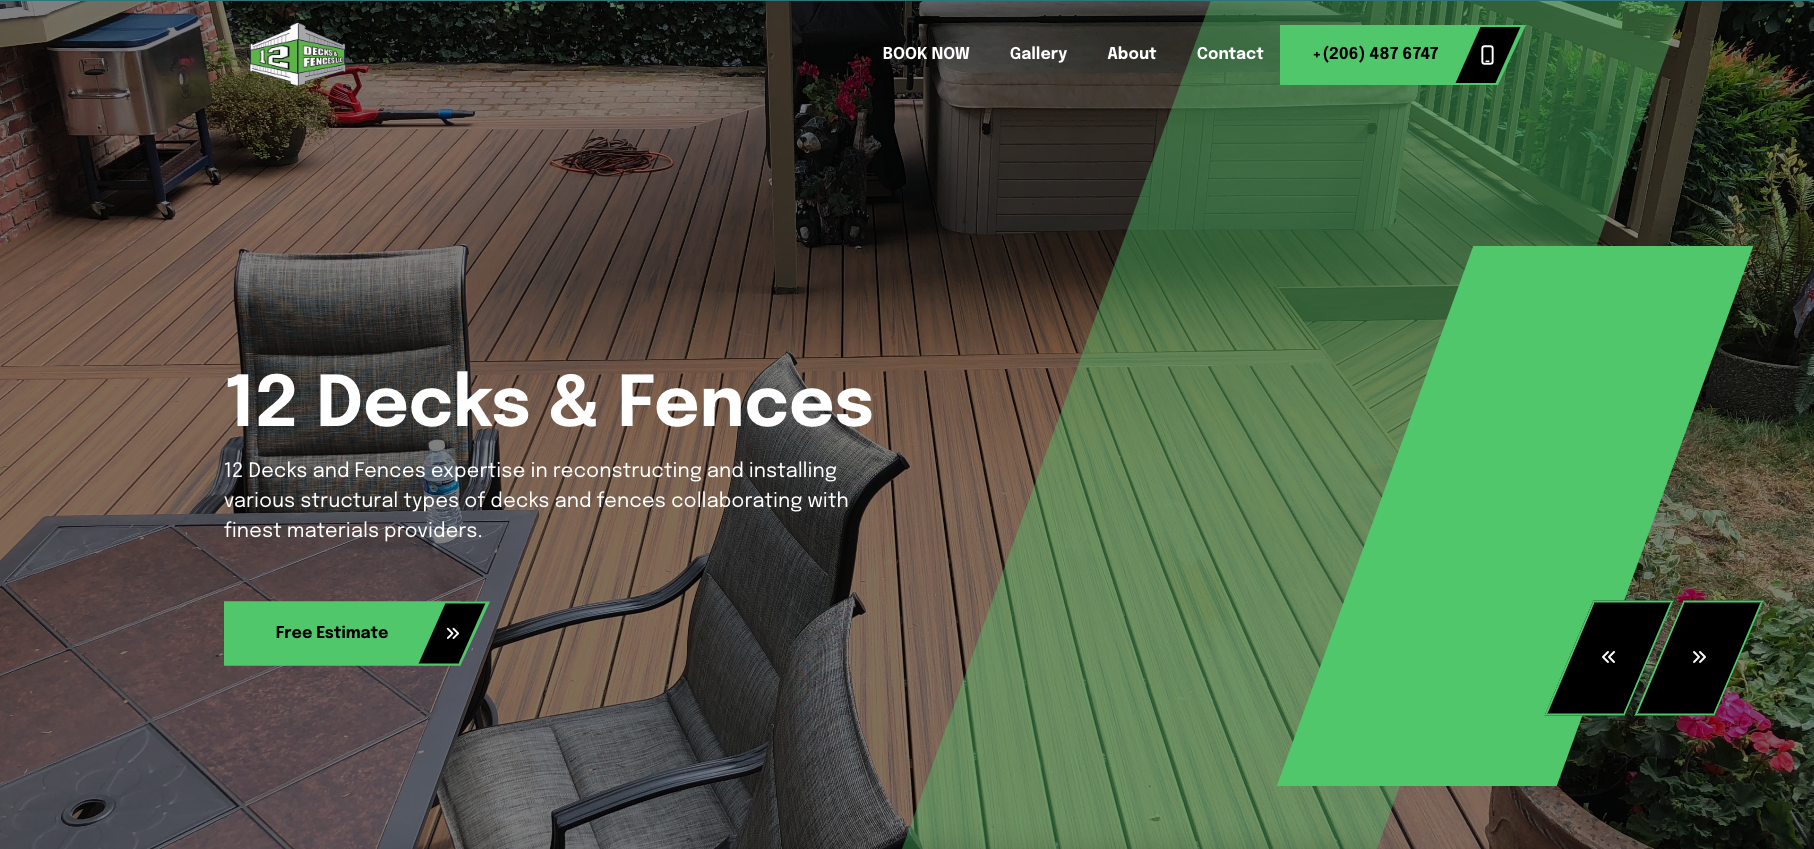 12 DECKS &
FENCES LLC
BOOK NOW
Gallery
About
Contact
+(206) 487 6747
12 Decks & Fences
12 Decks and Fences expertise in reconstructing and installing
various structural types of decks and fences collaborating with
finest materials providers.
Free Estimate